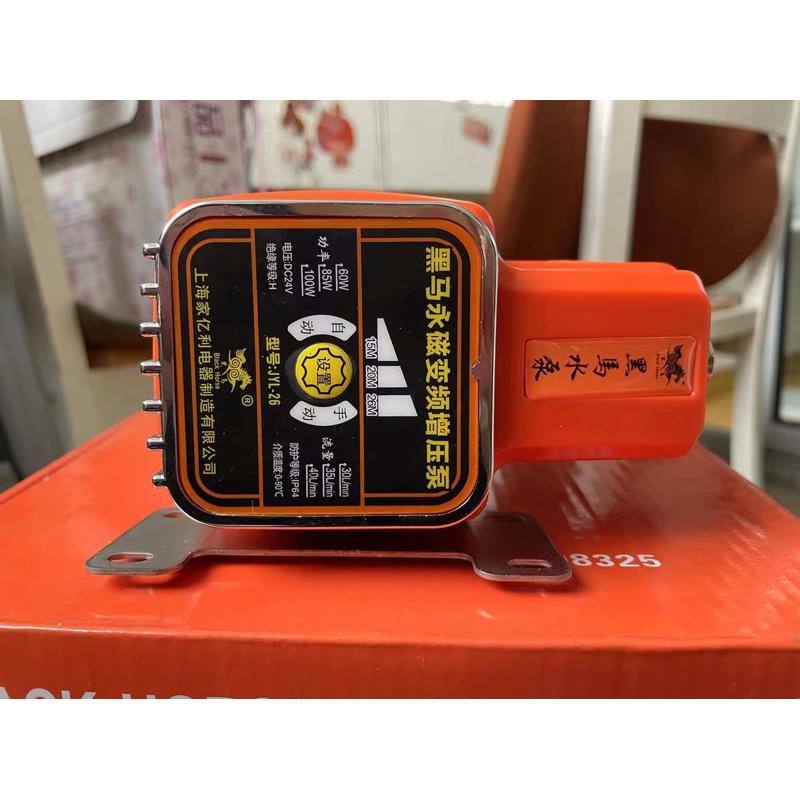 黑马永磁变频增压泵
15M 20M 26M
功率
60W
85W
100W
电压:DC24V
绝缘等级:H
自动
设置
手动
流量
30L/min
35L/min
40L/min
防护等级:IP64
介质温度:0-90℃
型号:JYL-26
Black Horse
®
上海家亿利电器制造有限公司
黑馬水泵
8325